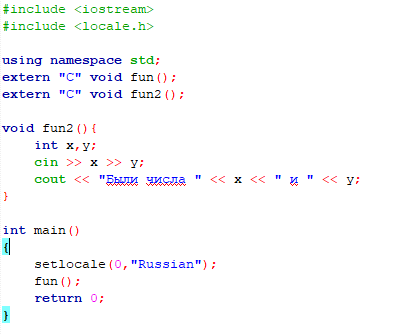 #include <iostream>
#include <locale.h>
using namespace std;
extern "C" void fun();
extern "C" void fun2();
void fun2(){
int x,y;
cin >> x >> y;
cout << "Были числа " << x << " и " << y;
}
int main()
{
setlocale(0,"Russian");
fun();
return 0;
}